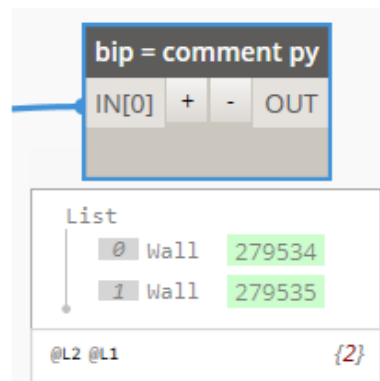 bip = comment py
IN[0] + - OUT
List
0 Wall 279534
1 Wall 279535
@L2 @L1 {2}